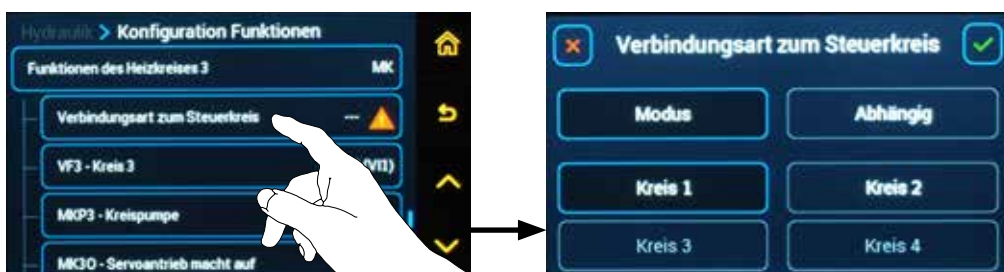 Hydraulik > Konfiguration Funktionen
Funktionen des Heizkreises 3 MK
Verbindungsart zum Steuerkreis ---
VF3 - Kreis 3 (VI1)
MKP3 - Kreispumpe
MK3O - Servoantrieb macht auf
Verbindungsart zum Steuerkreis
Modus Abhängig
Kreis 1 Kreis 2
Kreis 3 Kreis 4